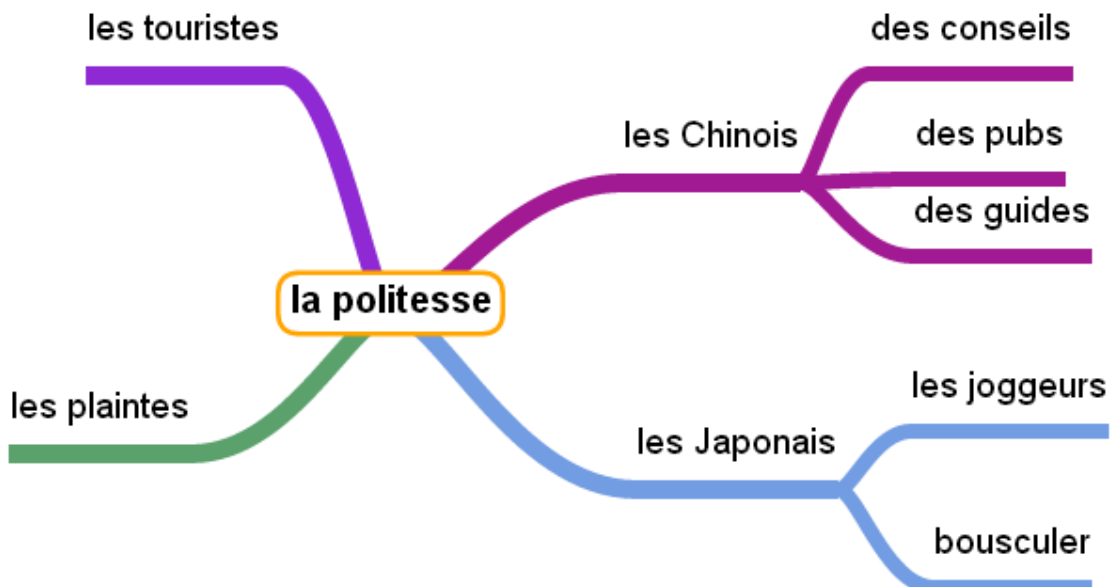 les touristes
des conseils
les Chinois
des pubs
des guides
la politesse
les plaintes
les joggeurs
les Japonais
bousculer